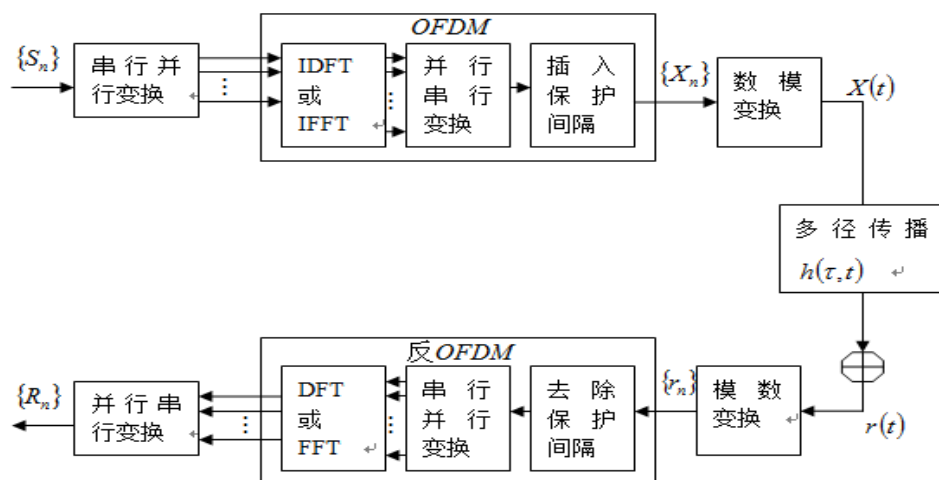 OFDM
{Sₙ}
串行并
行变换
⋮
IDFT
或
IFFT
⋮
并行
串行
变换
插入
保护
间隔
{Xₙ}
数模
变换
X(t)
多径传播
h(τ,t)
反OFDM
{Rₙ}
并行串
行变换
⋮
DFT
或
FFT
⋮
串行
并行
变换
去除
保护
间隔
{rₙ}
模数
变换
r(t)